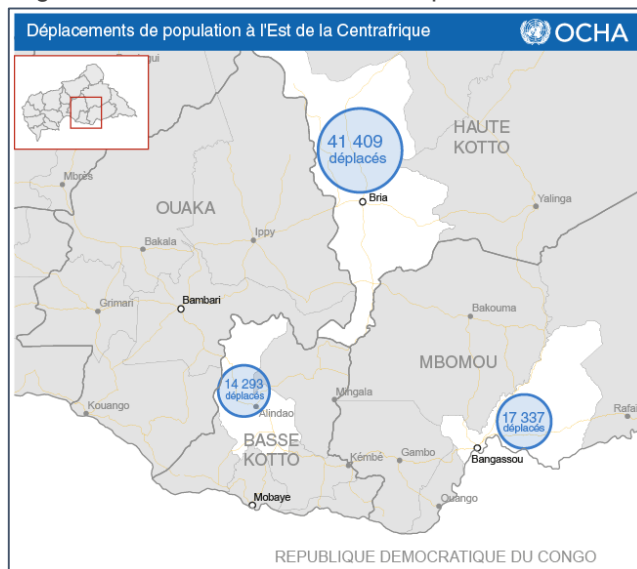 Déplacements de population à l'Est de la Centrafrique
OCHA
41 409
déplacés
HAUTE
KOTTO
Mbrès
Bria
Yalinga
OUAKA
Ippy
Bakala
Bambari
Grimari
Bakouma
MBOMOU
14 293
déplacés
Mingala
Alindao
17 337
déplacés
Rafai
Kouango
BASSE
KOTTO
Kémbé
Gambo
Bangassou
Mobaye
Ouango
REPUBLIQUE DEMOCRATIQUE DU CONGO